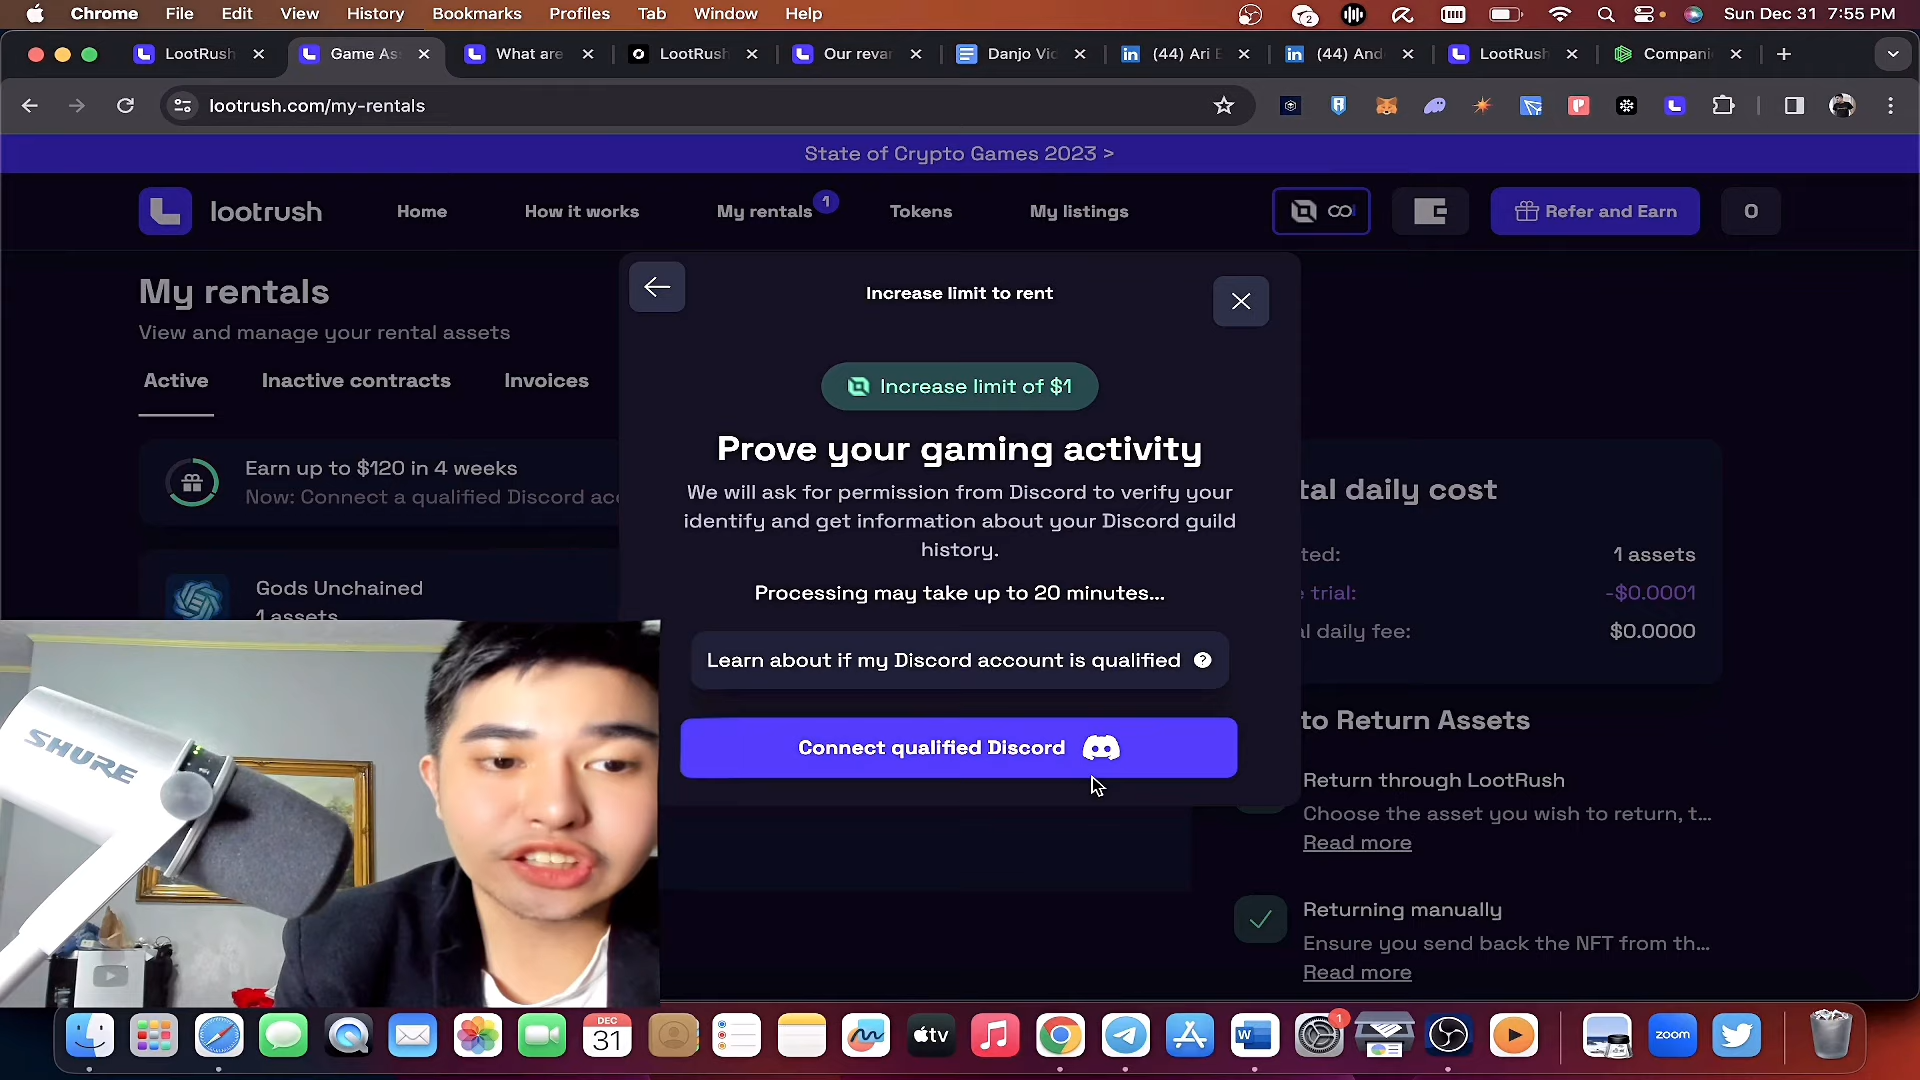 Chrome File Edit View History Bookmarks Profiles Tab Window Help
2
Sun Dec 31 7:55 PM
LootRush
Game As
What are
LootRush
Our revar
Danjo Vid
(44) Ari E
(44) And
LootRush
Compani
lootrush.com/my-rentals
State of Crypto Games 2023 >
lootrush
Home
How it works
My rentals 1
Tokens
My listings
Refer and Earn
0
My rentals
View and manage your rental assets
Active
Inactive contracts
Invoices
Earn up to $120 in 4 weeks
Now: Connect a qualified Discord acc
Gods Unchained
1 assets
Increase limit to rent
Increase limit of $1
Prove your gaming activity
We will ask for permission from Discord to verify your
identify and get information about your Discord guild
history.
Processing may take up to 20 minutes...
Learn about if my Discord account is qualified ?
Connect qualified Discord
tal daily cost
ted: 1 assets
e trial: -$0.0001
al daily fee: $0.0000
to Return Assets
Return through LootRush
Choose the asset you wish to return, t...
Read more
Returning manually
Ensure you send back the NFT from th...
Read more
SHURE
DEC
31
tv
W
1
zoom